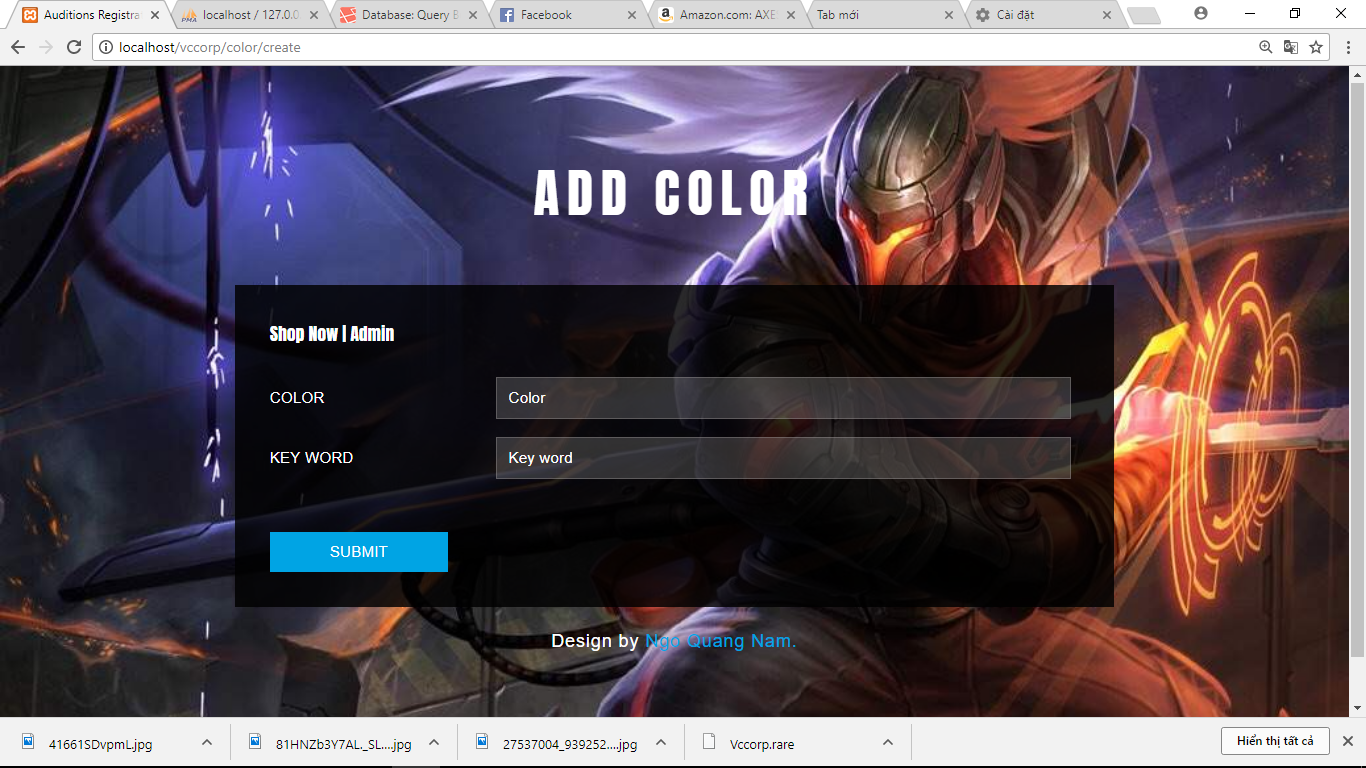 Auditions Registra
localhost / 127.0.0
Database: Query B
Facebook
Amazon.com: AXE
Tab mới
Cài đặt
localhost/vccorp/color/create
ADD COLOR
Shop Now | Admin
COLOR
Color
KEY WORD
Key word
SUBMIT
Design by Ngo Quang Nam.
41661SDvpmL.jpg
81HNZb3Y7AL._SL....jpg
27537004_939252....jpg
Vccorp.rare
Hiển thị tất cả